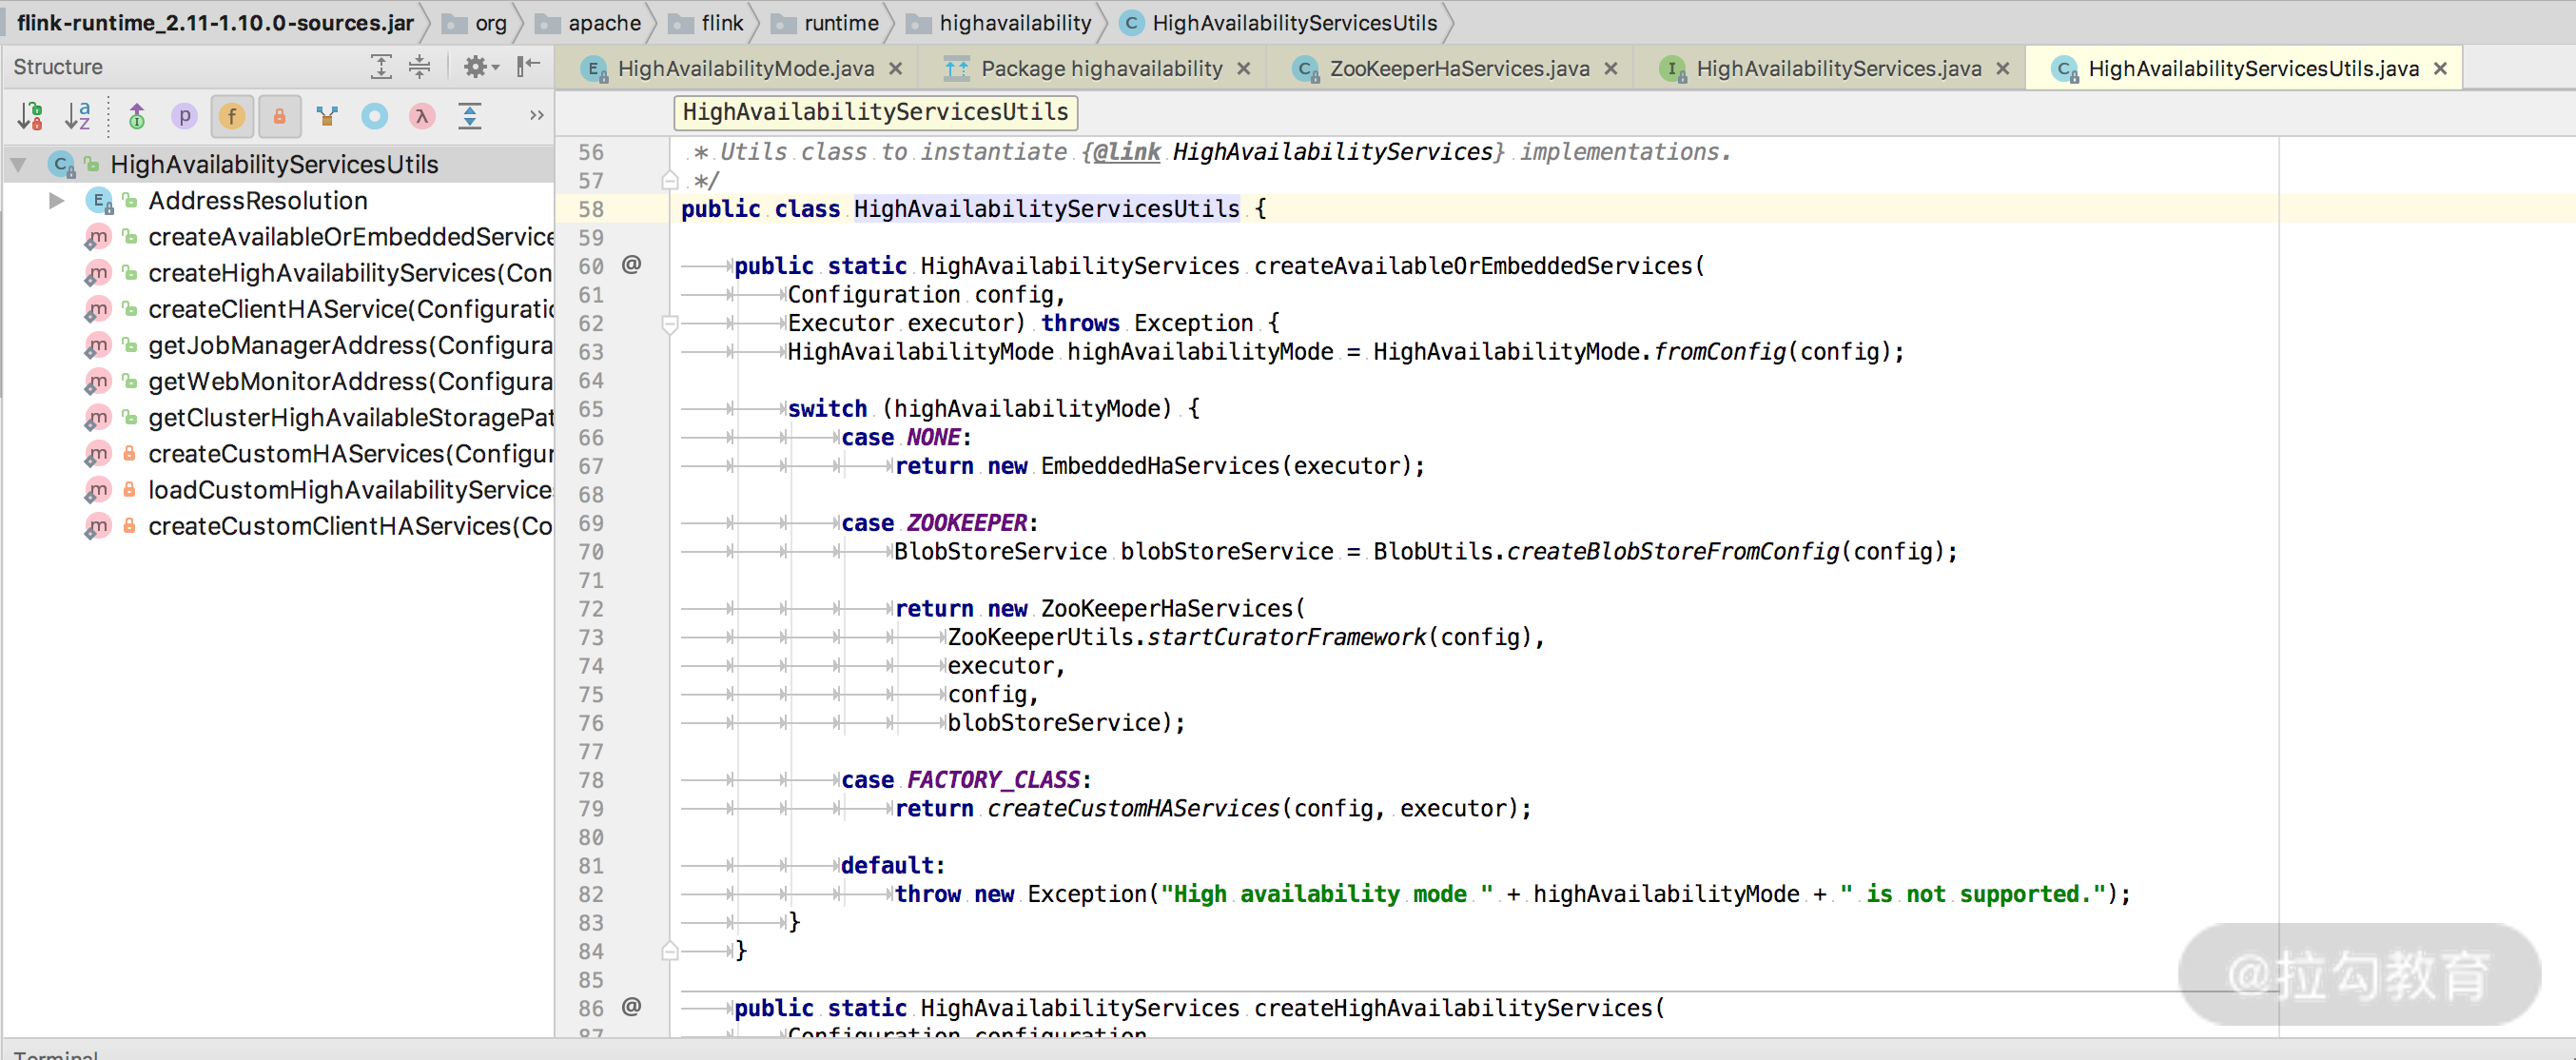 flink-runtime_2.11-1.10.0-sources.jar org apache flink runtime highavailability HighAvailabilityServicesUtils
Structure
HighAvailabilityMode.java Package highavailability ZooKeeperHaServices.java HighAvailabilityServices.java HighAvailabilityServicesUtils.java
HighAvailabilityServicesUtils
HighAvailabilityServicesUtils
AddressResolution
createAvailableOrEmbeddedService
createHighAvailabilityServices(Con
createClientHAService(Configuratio
getJobManagerAddress(Configura
getWebMonitorAddress(Configura
getClusterHighAvailableStoragePat
createCustomHAServices(Configur
loadCustomHighAvailabilityService
createCustomClientHAServices(Co
56 * Utils class to instantiate {@link HighAvailabilityServices} implementations.
57 */
58 public class HighAvailabilityServicesUtils {
59
60 @ public static HighAvailabilityServices createAvailableOrEmbeddedServices(
61 Configuration config,
62 Executor executor) throws Exception {
63 HighAvailabilityMode highAvailabilityMode = HighAvailabilityMode.fromConfig(config);
64
65 switch (highAvailabilityMode) {
66 case NONE:
67 return new EmbeddedHaServices(executor);
68
69 case ZOOKEEPER:
70 BlobStoreService blobStoreService = BlobUtils.createBlobStoreFromConfig(config);
71
72 return new ZooKeeperHaServices(
73 ZooKeeperUtils.startCuratorFramework(config),
74 executor,
75 config,
76 blobStoreService);
77
78 case FACTORY_CLASS:
79 return createCustomHAServices(config, executor);
80
81 default:
82 throw new Exception("High availability mode " + highAvailabilityMode + " is not supported.");
83 }
84 }
85
86 @ public static HighAvailabilityServices createHighAvailabilityServices(
87 Configuration configuration
Terminal
@拉勾教育